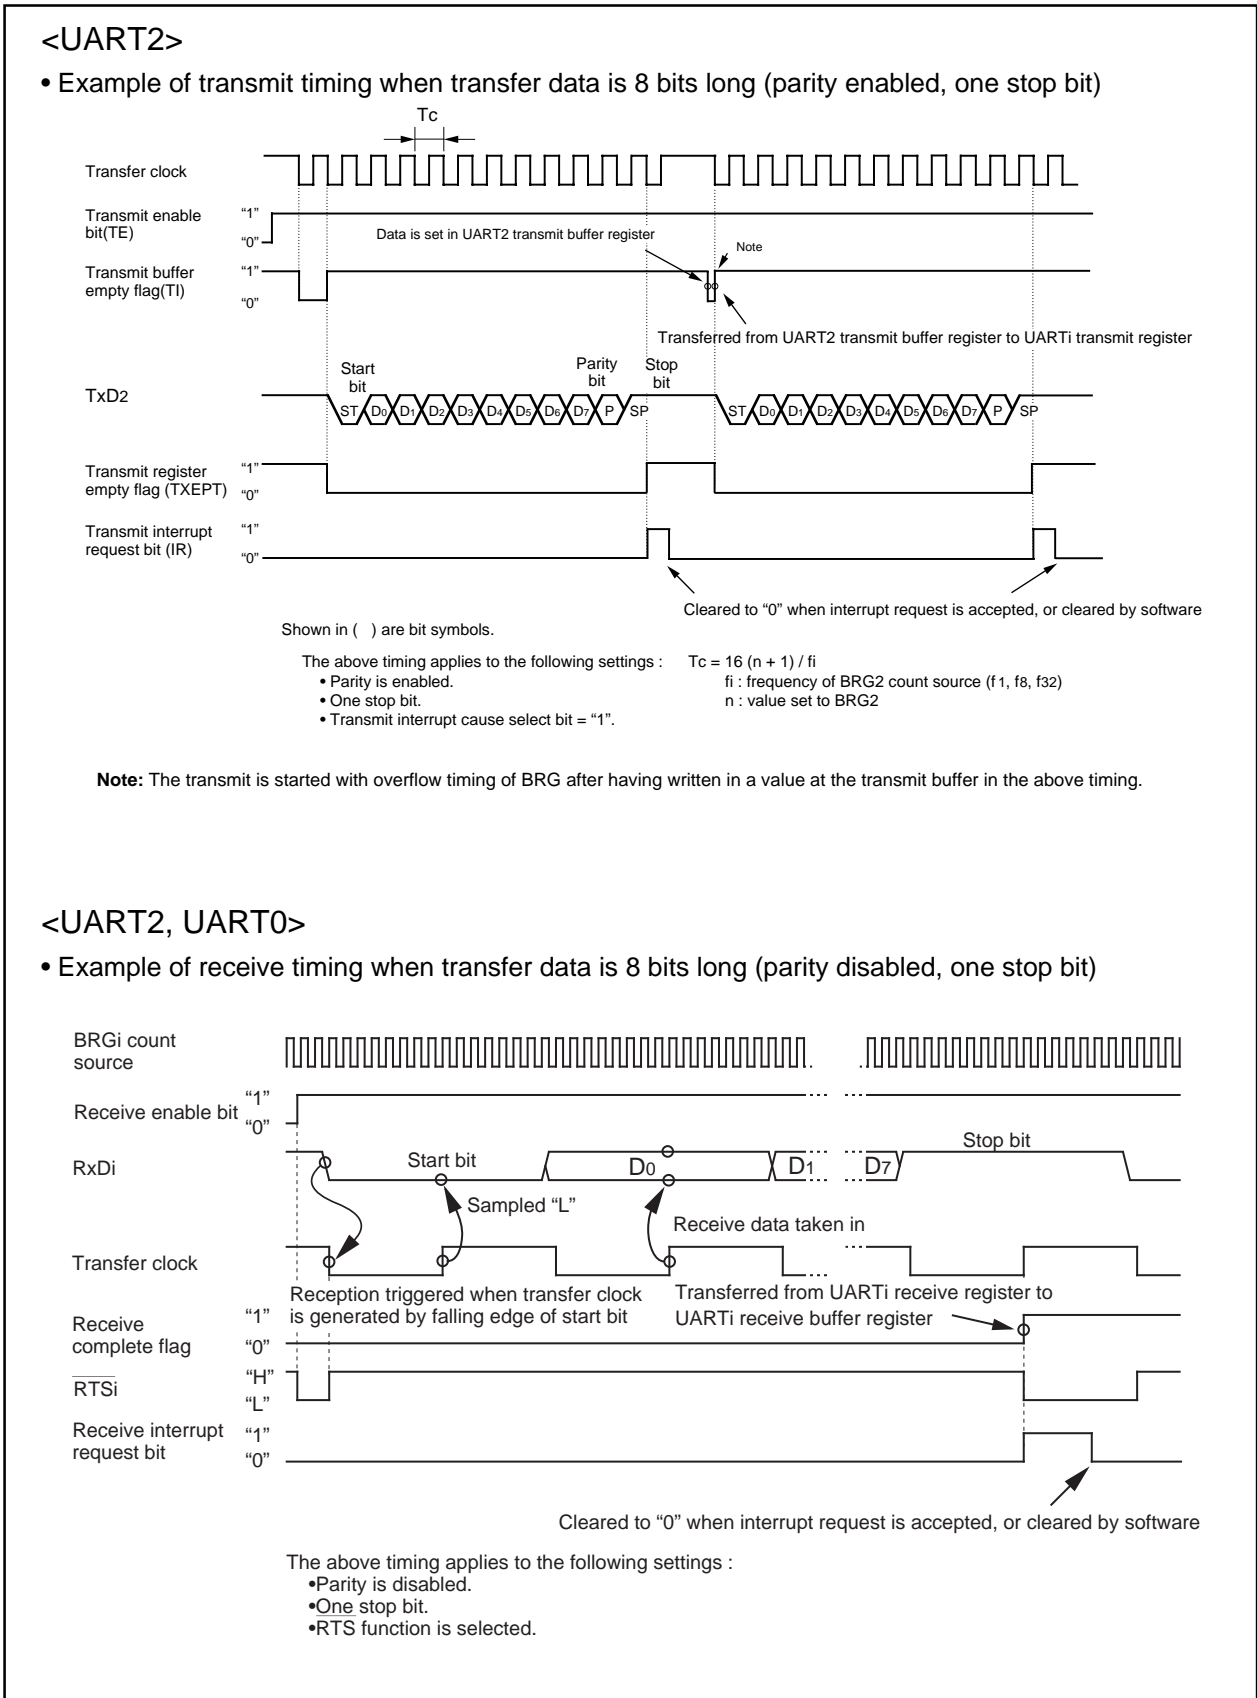 <UART2>
• Example of transmit timing when transfer data is 8 bits long (parity enabled, one stop bit)
Tc
Transfer clock
Transmit enable
bit(TE)
“1”
“0”
Data is set in UART2 transmit buffer register
Note
Transmit buffer
empty flag(TI)
“1”
“0”
Transferred from UART2 transmit buffer register to UARTi transmit register
Start
bit
Parity
bit
Stop
bit
TxD2
ST D0 D1 D2 D3 D4 D5 D6 D7 P SP
ST D0 D1 D2 D3 D4 D5 D6 D7 P SP
Transmit register
empty flag (TXEPT)
“1”
“0”
Transmit interrupt
request bit (IR)
“1”
“0”
Cleared to “0” when interrupt request is accepted, or cleared by software
Shown in ( ) are bit symbols.
The above timing applies to the following settings :
• Parity is enabled.
• One stop bit.
• Transmit interrupt cause select bit = “1”.
Tc = 16 (n + 1) / fi
fi : frequency of BRG2 count source (f1, f8, f32)
n : value set to BRG2
Note: The transmit is started with overflow timing of BRG after having written in a value at the transmit buffer in the above timing.
<UART2, UART0>
• Example of receive timing when transfer data is 8 bits long (parity disabled, one stop bit)
BRGi count
source
Receive enable bit
“1”
“0”
RxDi
Start bit
D0
D1
D7
Stop bit
Sampled “L”
Receive data taken in
Transfer clock
Reception triggered when transfer clock
is generated by falling edge of start bit
Transferred from UARTi receive register to
UARTi receive buffer register
Receive
complete flag
“1”
“0”
RTSi
“H”
“L”
Receive interrupt
request bit
“1”
“0”
Cleared to “0” when interrupt request is accepted, or cleared by software
The above timing applies to the following settings :
•Parity is disabled.
•One stop bit.
•RTS function is selected.